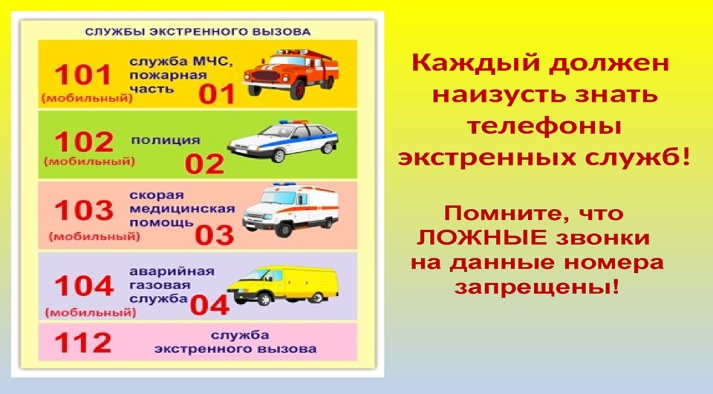 СЛУЖБЫ ЭКСТРЕННОГО ВЫЗОВА
101
(мобильный)
служба МЧС,
пожарная
часть
01
102
(мобильный)
полиция
02
103
(мобильный)
скорая
медицинская
помощь
03
104
(мобильный)
аварийная
газовая
служба
04
112
служба
экстренного вызова
Каждый должен
наизусть знать
телефоны
экстренных служб!
Помните, что
ЛОЖНЫЕ звонки
на данные номера
запрещены!